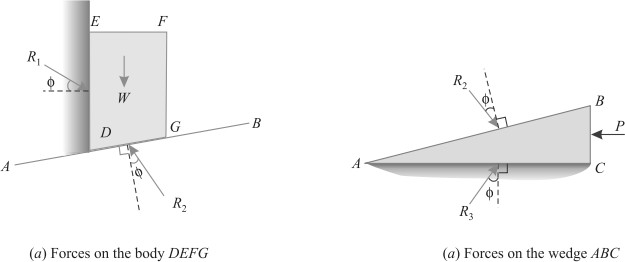 E F
R1
ϕ
W
D
G
B
A
ϕ
R2
(a) Forces on the body DEFG
R2
ϕ
B
P
A
C
R3
ϕ
(a) Forces on the wedge ABC